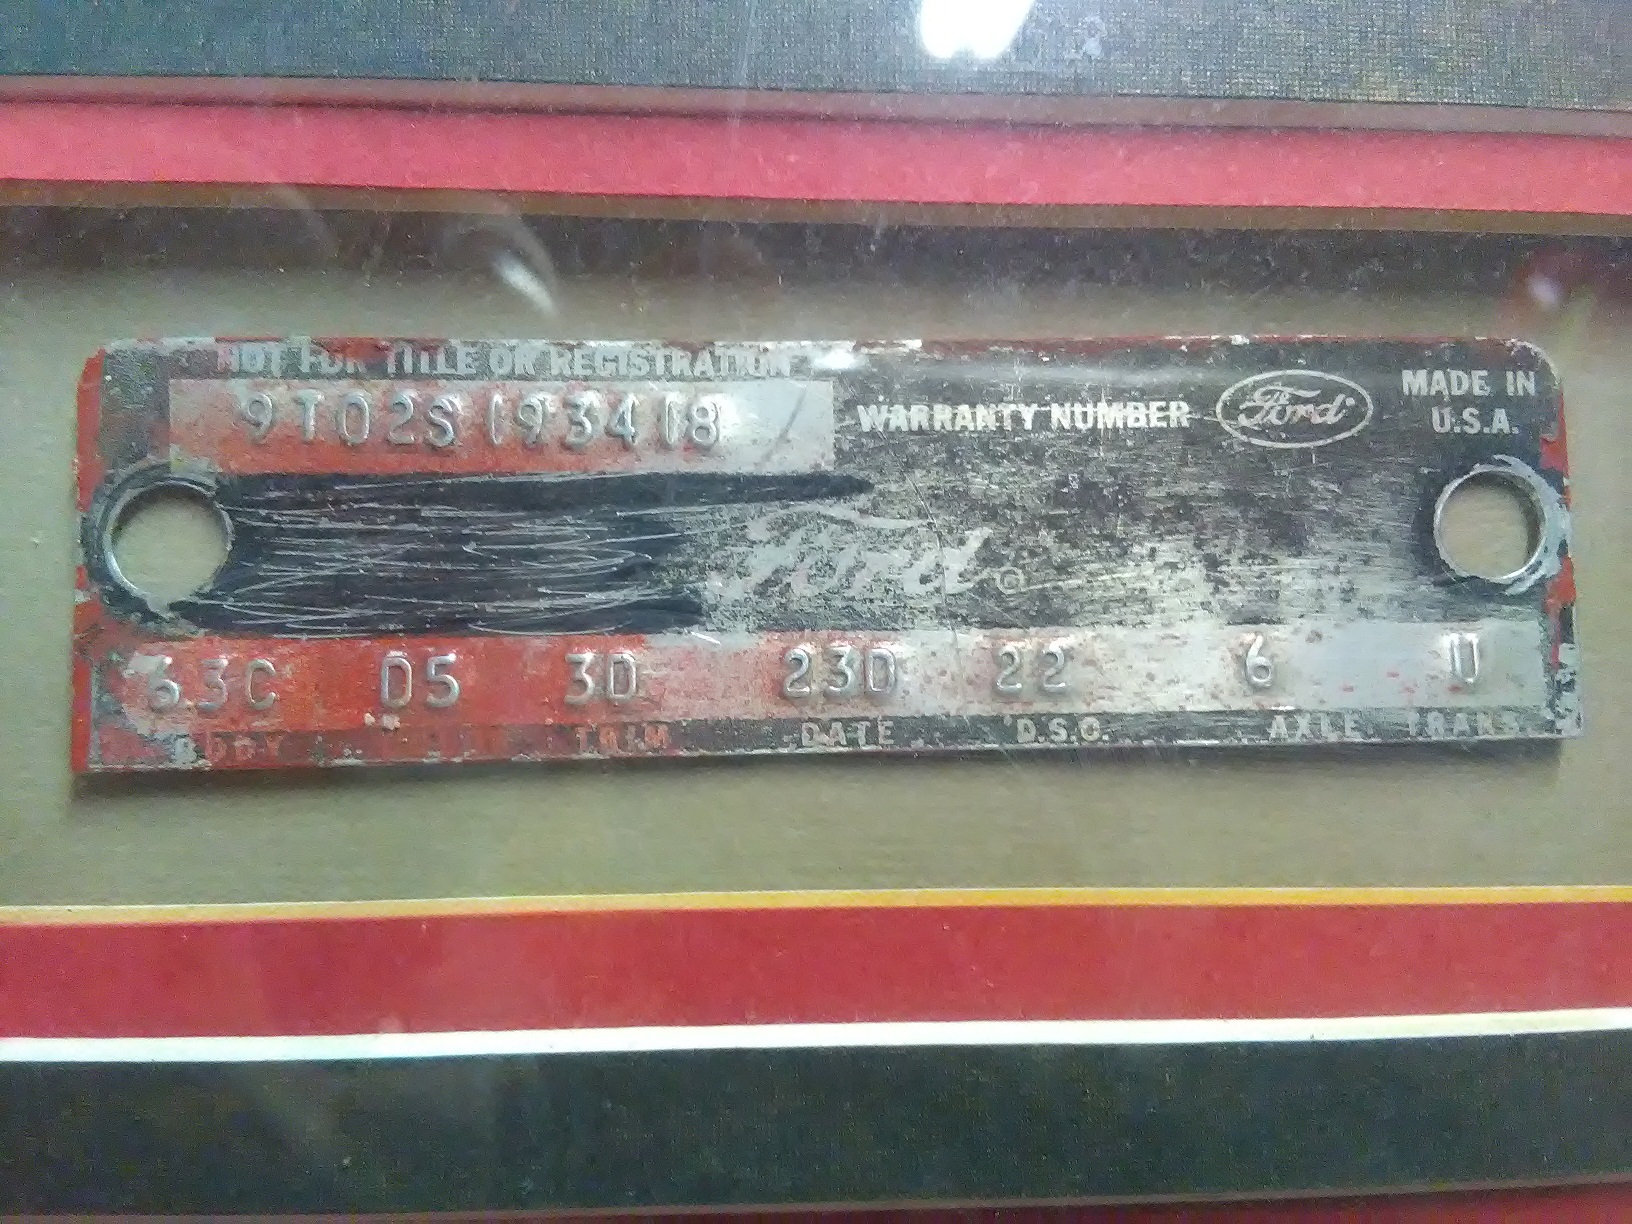 NOT FOR TITLE OR REGISTRATION
9T02S193418
WARRANTY NUMBER
Ford
MADE IN
U.S.A.
Ford
63C 05 3D 23D 22 6 U
BODY TRIM DATE D.S.O. AXLE TRANS